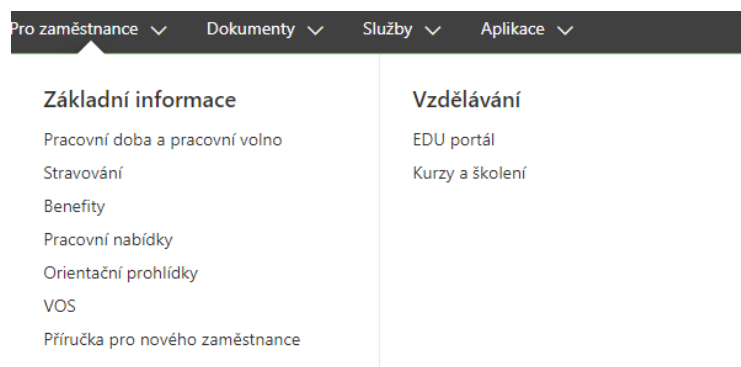 Pro zaměstnance Dokumenty Služby Aplikace
Základní informace
Pracovní doba a pracovní volno
Stravování
Benefity
Pracovní nabídky
Orientační prohlídky
VOS
Příručka pro nového zaměstnance
Vzdělávání
EDU portál
Kurzy a školení